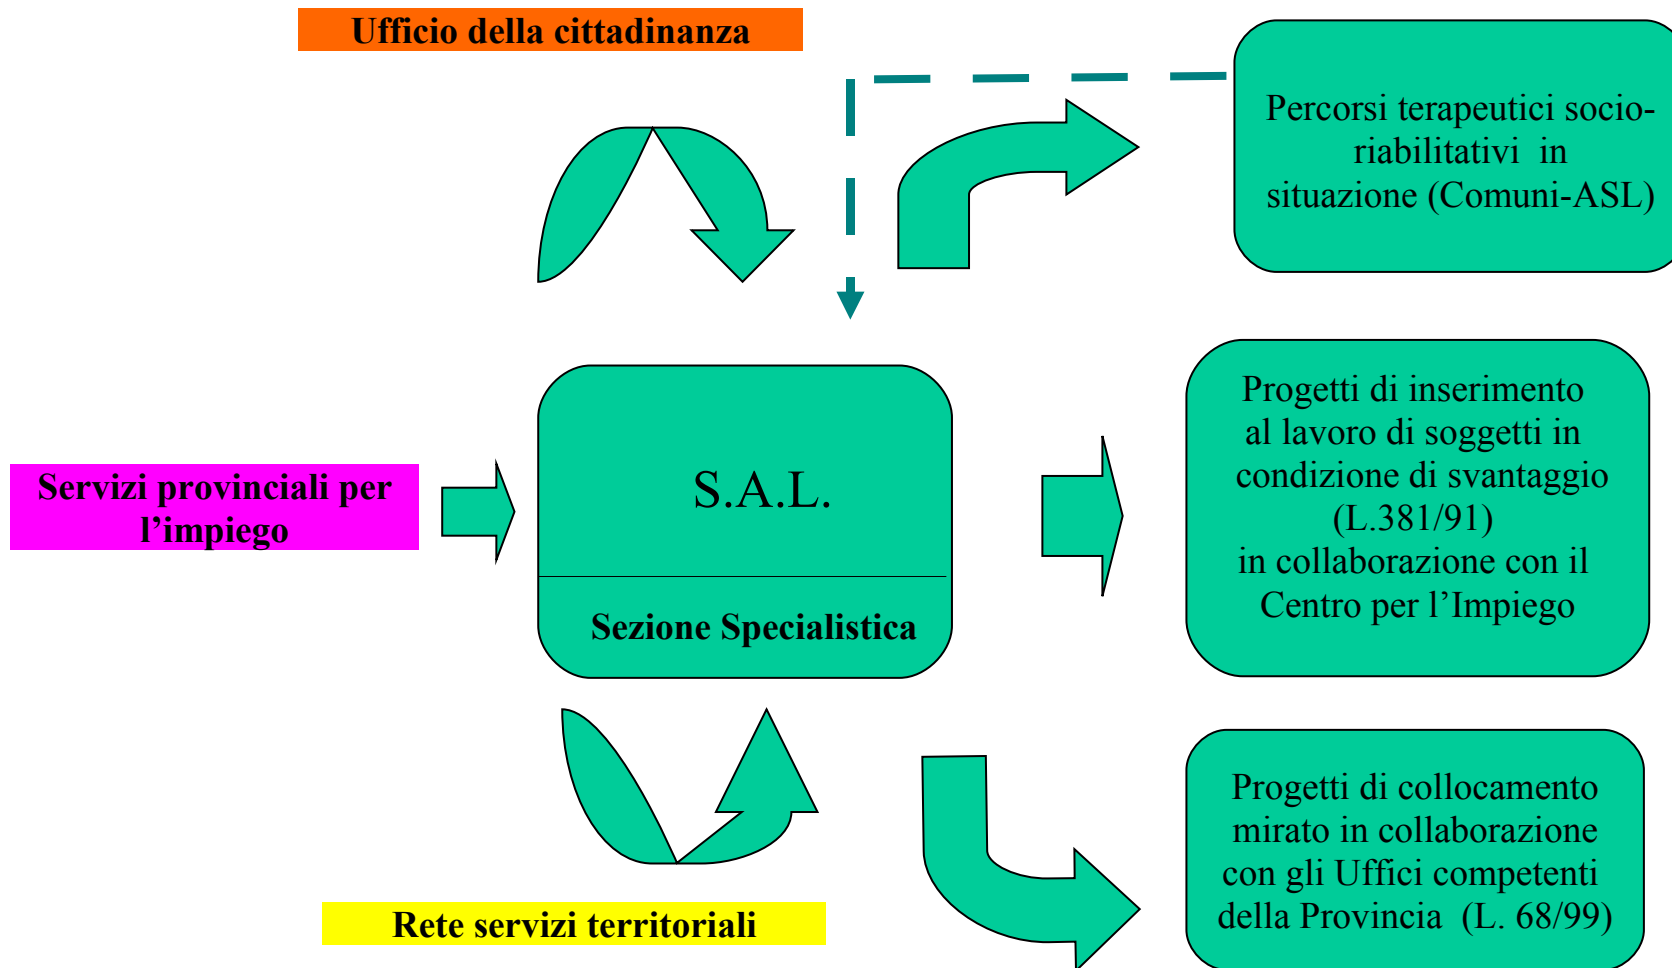 Ufficio della cittadinanza
Percorsi terapeutici socio-
riabilitativi in
situazione (Comuni-ASL)
Servizi provinciali per
l’impiego
S.A.L.
Sezione Specialistica
Progetti di inserimento
al lavoro di soggetti in
condizione di svantaggio
(L.381/91)
in collaborazione con il
Centro per l’Impiego
Rete servizi territoriali
Progetti di collocamento
mirato in collaborazione
con gli Uffici competenti
della Provincia (L. 68/99)